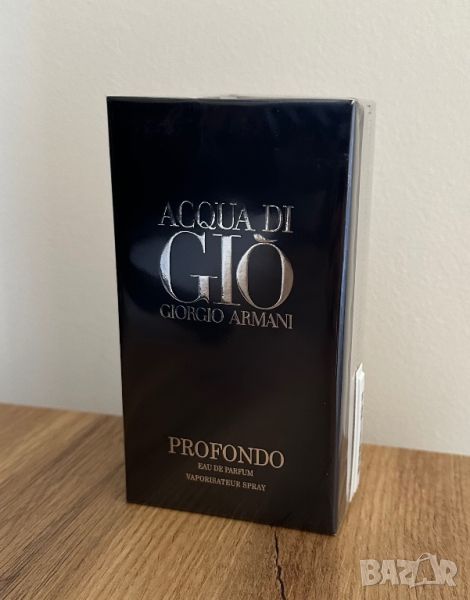 ACQUA DI
GIÒ
GIORGIO ARMANI
PROFONDO
EAU DE PARFUM
VAPORISATEUR SPRAY
BAZAR